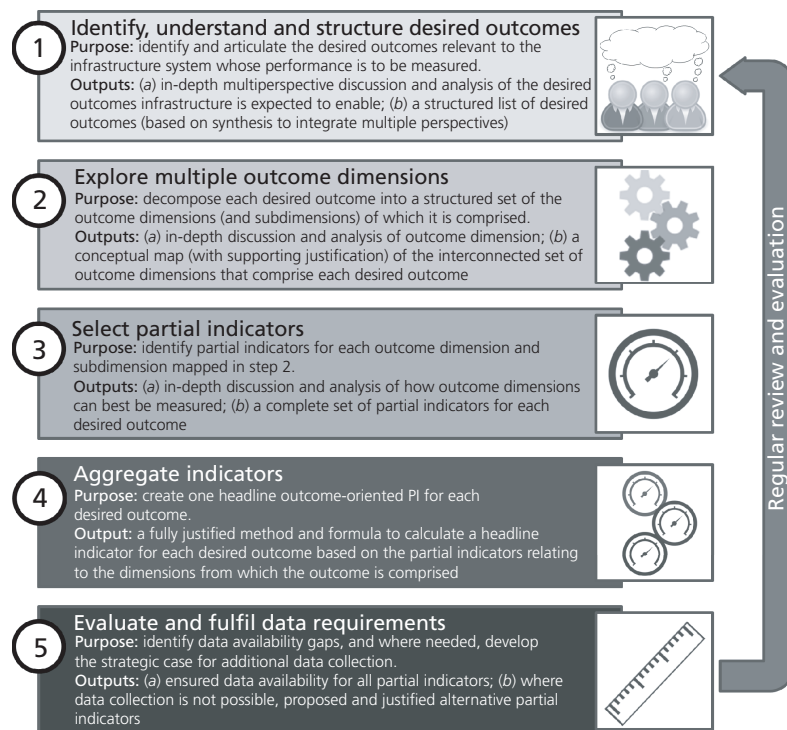 1
Identify, understand and structure desired outcomes
Purpose: identify and articulate the desired outcomes relevant to the
infrastructure system whose performance is to be measured.
Outputs: (a) in-depth multiperspective discussion and analysis of the desired
outcomes infrastructure is expected to enable; (b) a structured list of desired
outcomes (based on synthesis to integrate multiple perspectives)
2
Explore multiple outcome dimensions
Purpose: decompose each desired outcome into a structured set of the
outcome dimensions (and subdimensions) of which it is comprised.
Outputs: (a) in-depth discussion and analysis of outcome dimension; (b) a
conceptual map (with supporting justification) of the interconnected set of
outcome dimensions that comprise each desired outcome
3
Select partial indicators
Purpose: identify partial indicators for each outcome dimension and
subdimension mapped in step 2.
Outputs: (a) in-depth discussion and analysis of how outcome dimensions
can best be measured; (b) a complete set of partial indicators for each
desired outcome
4
Aggregate indicators
Purpose: create one headline outcome-oriented PI for each
desired outcome.
Output: a fully justified method and formula to calculate a headline
indicator for each desired outcome based on the partial indicators relating
to the dimensions from which the outcome is comprised
5
Evaluate and fulfil data requirements
Purpose: identify data availability gaps, and where needed, develop
the strategic case for additional data collection.
Outputs: (a) ensured data availability for all partial indicators; (b) where
data collection is not possible, proposed and justified alternative partial
indicators
Regular review and evaluation